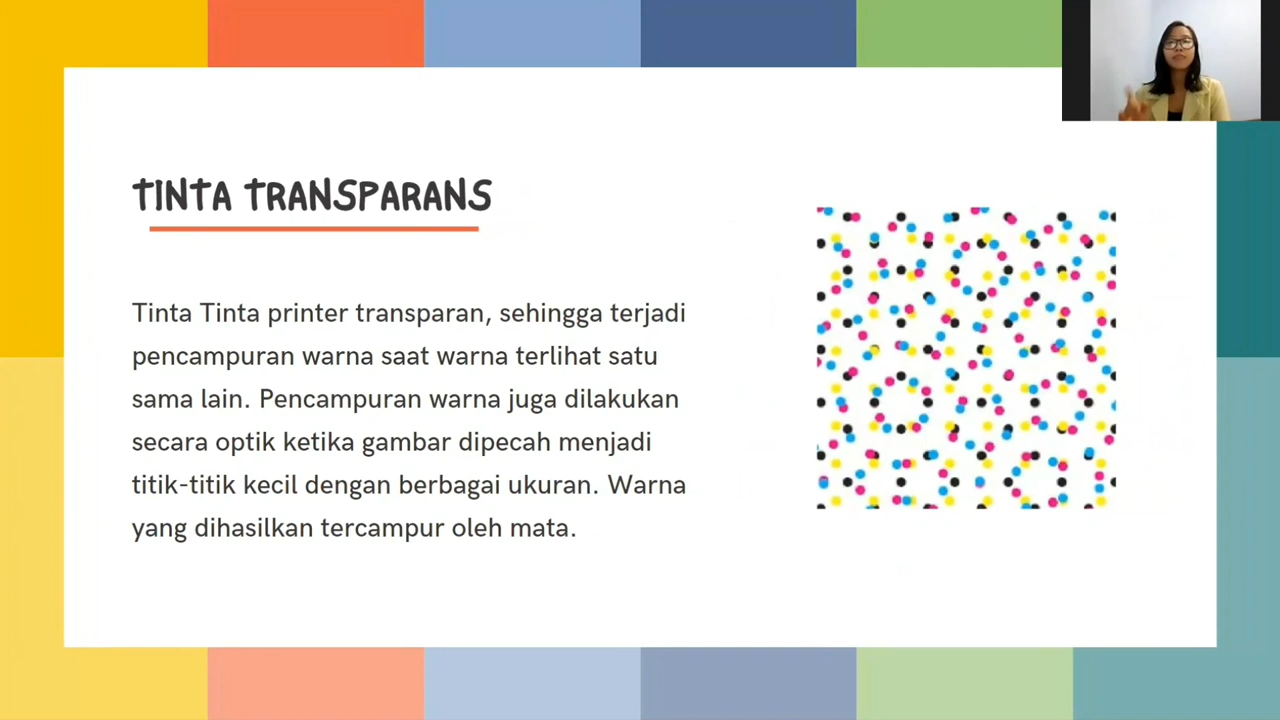 TINTA TRANSPARANS
Tinta Tinta printer transparan, sehingga terjadi
pencampuran warna saat warna terlihat satu
sama lain. Pencampuran warna juga dilakukan
secara optik ketika gambar dipecah menjadi
titik-titik kecil dengan berbagai ukuran. Warna
yang dihasilkan tercampur oleh mata.